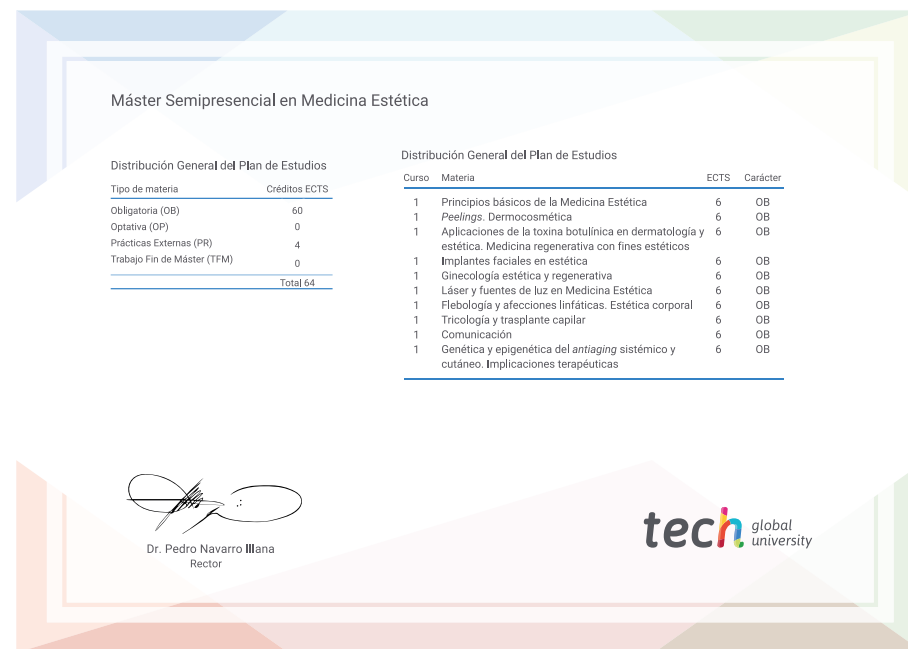 Máster Semipresencial en Medicina Estética
Distribución General del Plan de Estudios
Tipo de materia Créditos ECTS
Obligatoria (OB) 60
Optativa (OP) 0
Prácticas Externas (PR) 4
Trabajo Fin de Máster (TFM) 0
Total 64
Distribución General del Plan de Estudios
Curso Materia ECTS Carácter
1 Principios básicos de la Medicina Estética 6 OB
1 Peelings. Dermocosmética 6 OB
1 Aplicaciones de la toxina botulínica en dermatología y 6 OB
estética. Medicina regenerativa con fines estéticos
1 Implantes faciales en estética 6 OB
1 Ginecología estética y regenerativa 6 OB
1 Láser y fuentes de luz en Medicina Estética 6 OB
1 Flebología y afecciones linfáticas. Estética corporal 6 OB
1 Tricología y trasplante capilar 6 OB
1 Comunicación 6 OB
1 Genética y epigenética del antiaging sistémico y 6 OB
cutáneo. Implicaciones terapéuticas
Dr. Pedro Navarro Illana
Rector
tech global
university